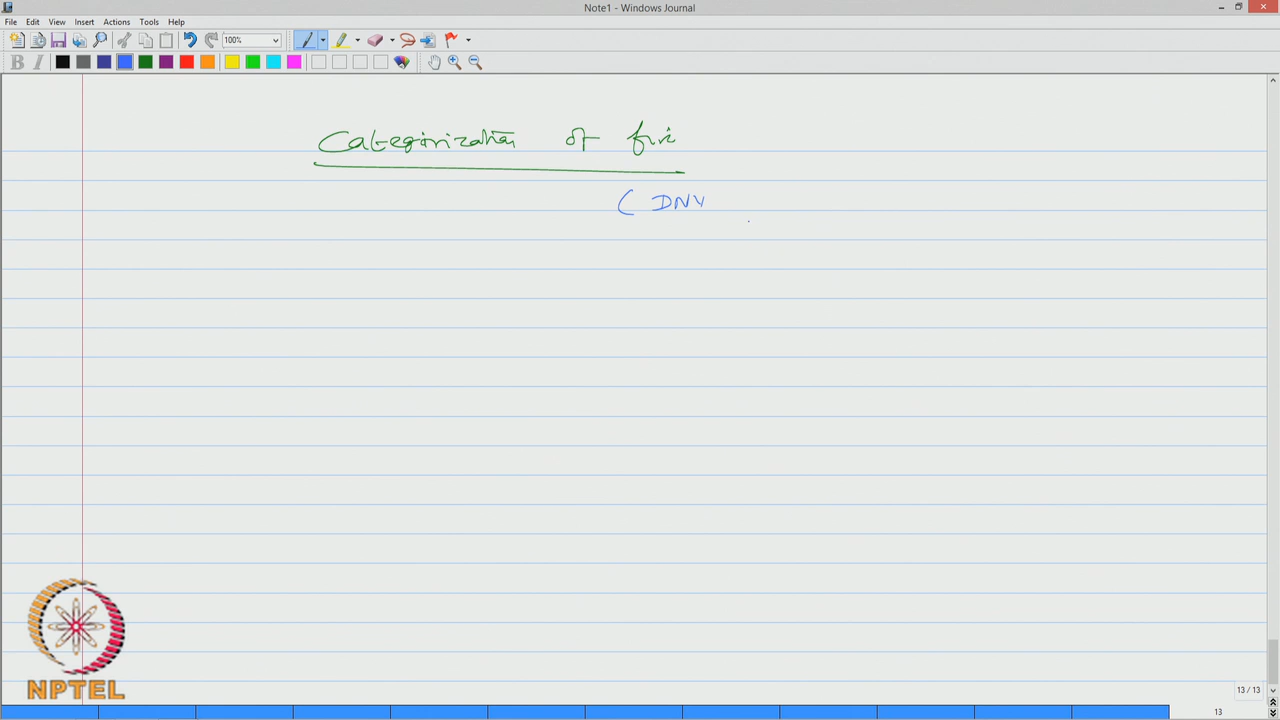 Note1 - Windows Journal
File Edit View Insert Actions Tools Help
100%
B I
Categorization of fire
( DNV
NPTEL
13 / 13
13